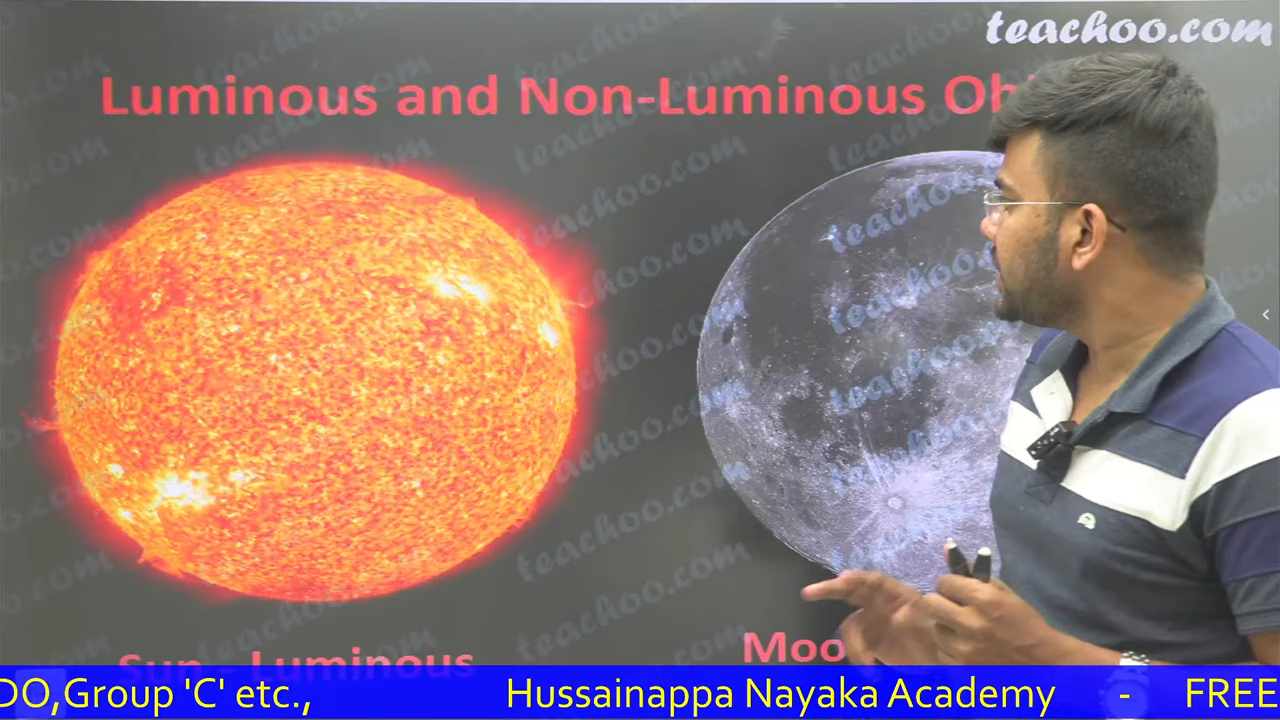 teachoo.com
Luminous and Non-Luminous Ob
Sun - Luminous
Moo
DO,Group 'C' etc., Hussainappa Nayaka Academy - FREE